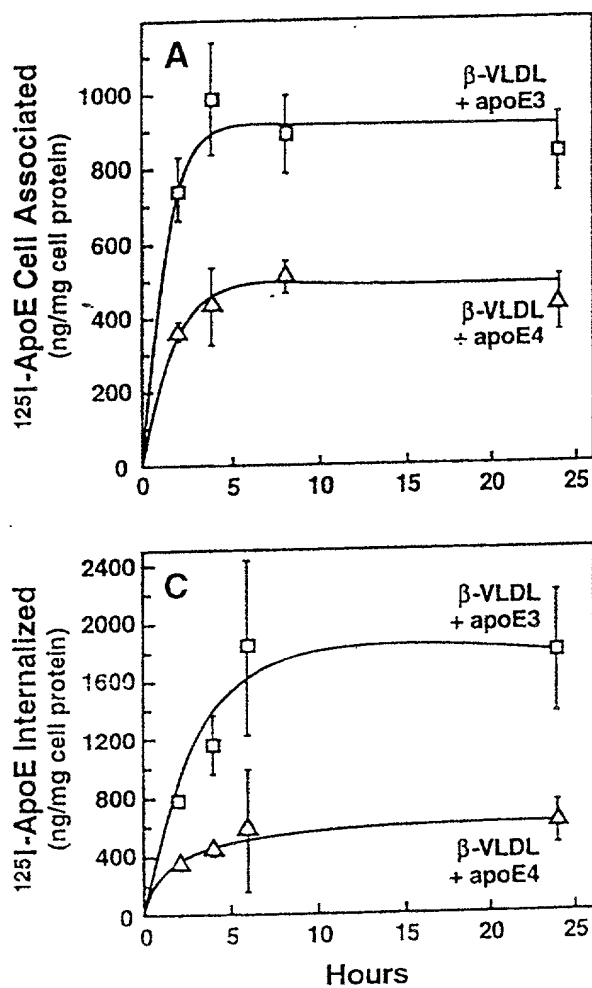 A
β-VLDL
+ apoE3
β-VLDL
÷ apoE4
¹²⁵I-ApoE Cell Associated
(ng/mg cell protein)
1000
800
600
400
200
0
0 5 10 15 20 25
C
β-VLDL
+ apoE3
β-VLDL
+ apoE4
¹²⁵I-ApoE Internalized
(ng/mg cell protein)
2400
2000
1600
1200
800
400
0
0 5 10 15 20 25
Hours